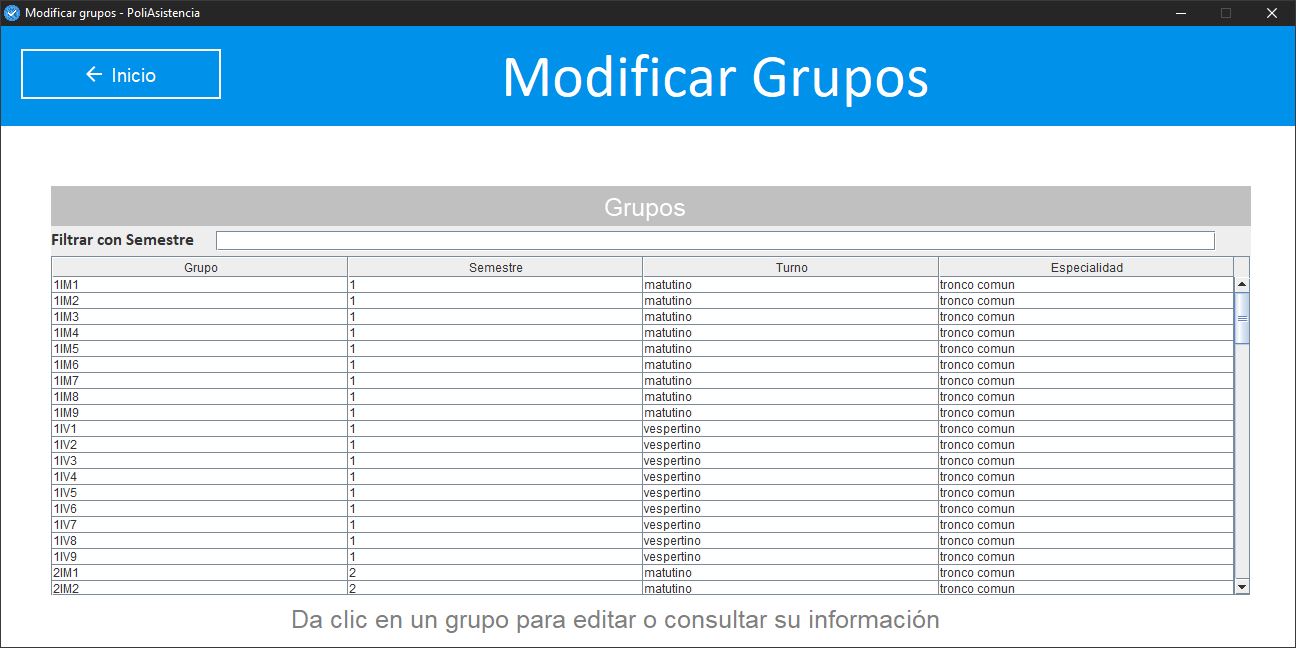 Modificar grupos - PoliAsistencia
← Inicio
Modificar Grupos
Grupos
Filtrar con Semestre
Grupo Semestre Turno Especialidad
1IM1 1 matutino tronco comun
1IM2 1 matutino tronco comun
1IM3 1 matutino tronco comun
1IM4 1 matutino tronco comun
1IM5 1 matutino tronco comun
1IM6 1 matutino tronco comun
1IM7 1 matutino tronco comun
1IM8 1 matutino tronco comun
1IM9 1 matutino tronco comun
1IV1 1 vespertino tronco comun
1IV2 1 vespertino tronco comun
1IV3 1 vespertino tronco comun
1IV4 1 vespertino tronco comun
1IV5 1 vespertino tronco comun
1IV6 1 vespertino tronco comun
1IV7 1 vespertino tronco comun
1IV8 1 vespertino tronco comun
1IV9 1 vespertino tronco comun
2IM1 2 matutino tronco comun
2IM2 2 matutino tronco comun
Da clic en un grupo para editar o consultar su información